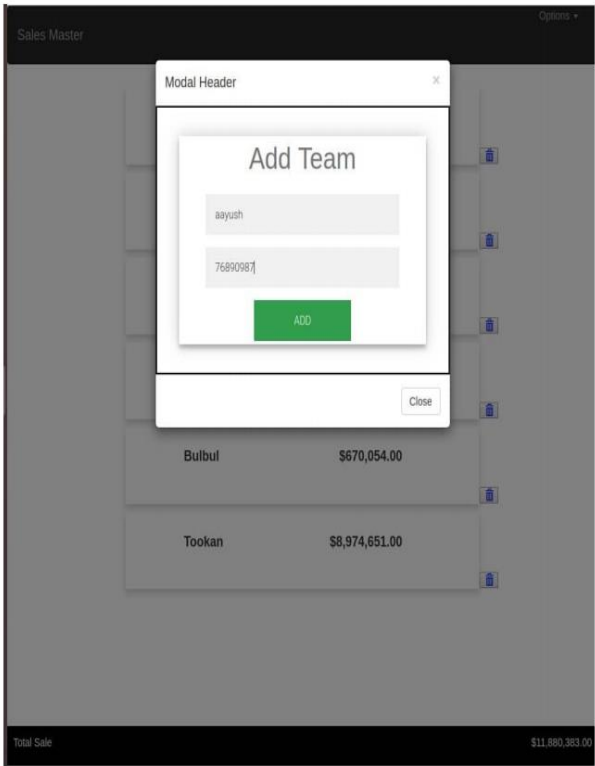 Options
Sales Master
Modal Header x
Add Team
aayush
76890987
ADD
Close
Bulbul $670,054.00
Tookan $8,974,651.00
Total Sale $11,880,383.00